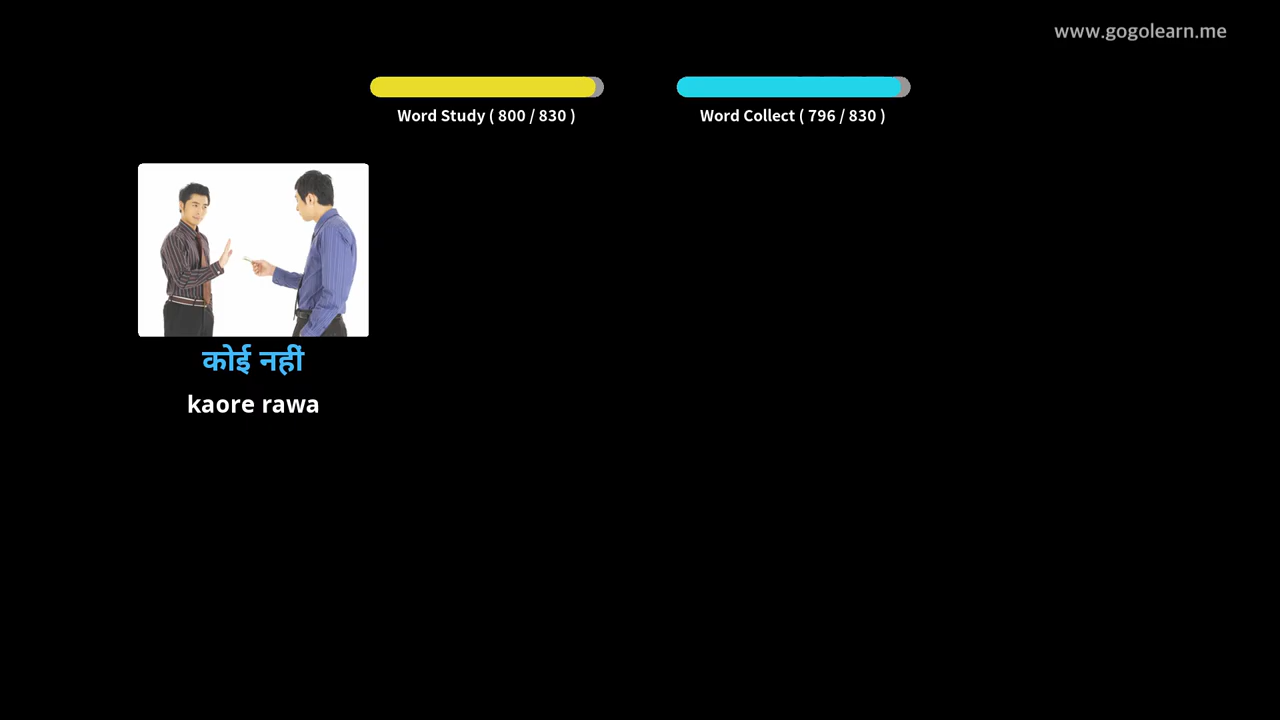 www.gogolearn.me
Word Study ( 800 / 830 )
Word Collect ( 796 / 830 )
कोई नहीं
kaore rawa